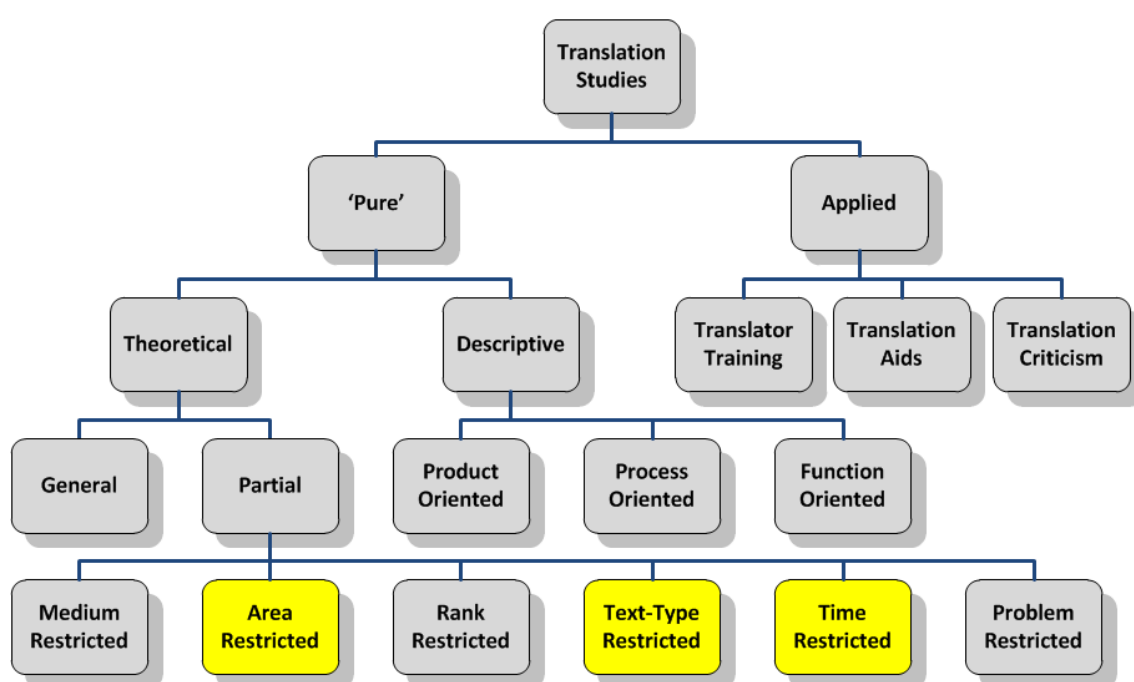 Translation
Studies
‘Pure’
Applied
Theoretical
Descriptive
Translator
Training
Translation
Aids
Translation
Criticism
General
Partial
Product
Oriented
Process
Oriented
Function
Oriented
Medium
Restricted
Area
Restricted
Rank
Restricted
Text-Type
Restricted
Time
Restricted
Problem
Restricted